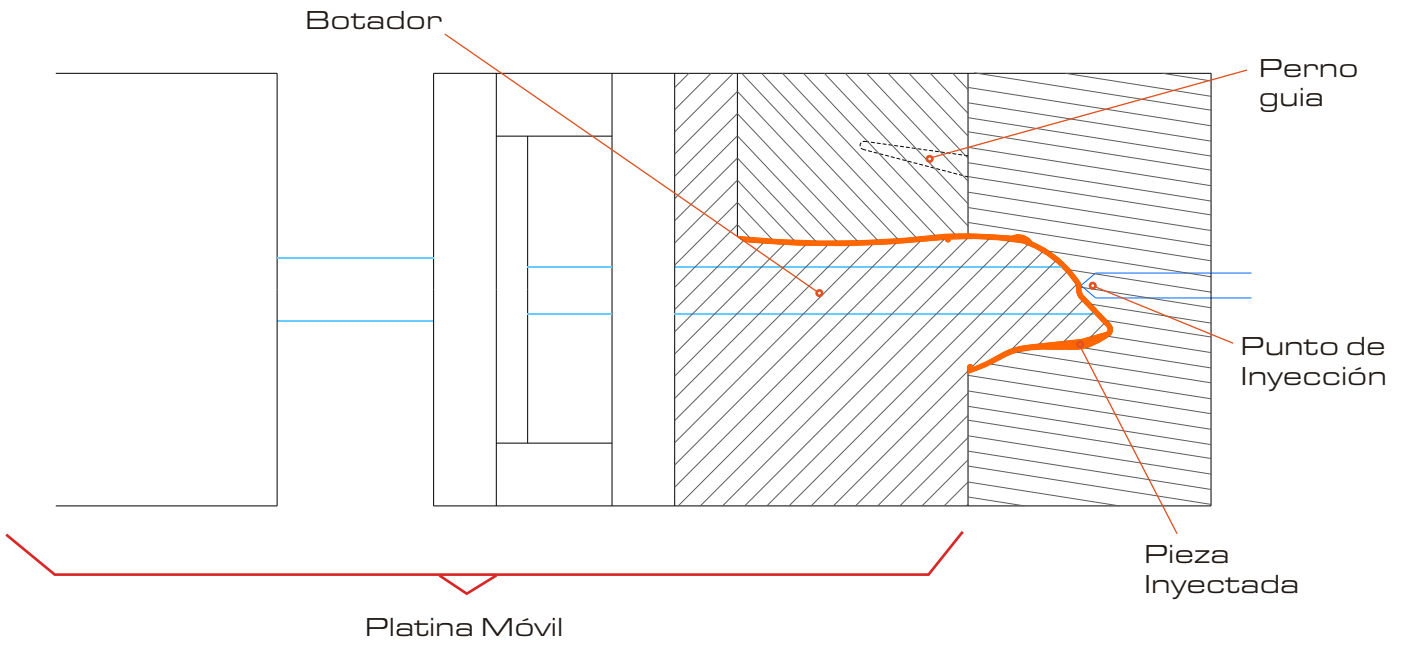 Botador
Perno
guia
Punto de
Inyección
Pieza
Inyectada
Platina Móvil